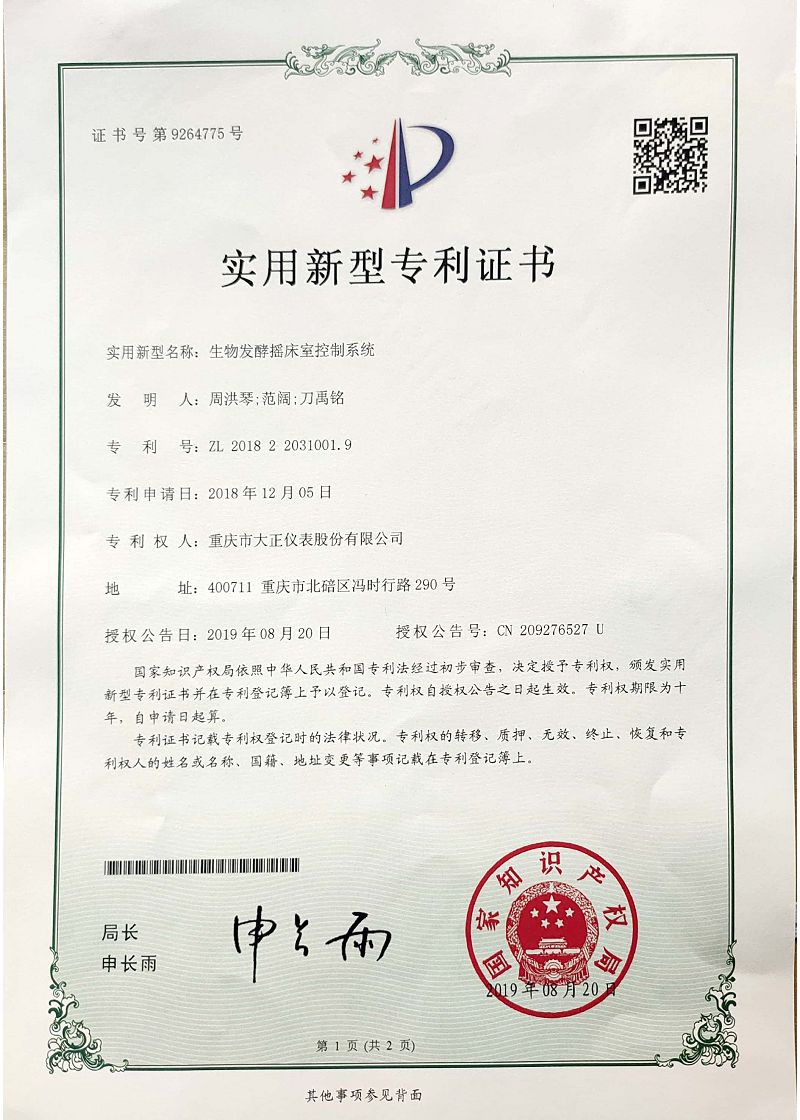 证书号第9264775号
实用新型专利证书
实用新型名称：生物发酵摇床室控制系统
发明人：周洪琴;范阔;刀禹铭
专利号：ZL 2018 2 2031001.9
专利申请日：2018年12月05日
专利权人：重庆市大正仪表股份有限公司
地址：400711 重庆市北碚区冯时行路290号
授权公告日：2019年08月20日 授权公告号：CN 209276527 U
国家知识产权局依照中华人民共和国专利法经过初步审查，决定授予专利权，颁发实用
新型专利证书并在专利登记簿上予以登记。专利权自授权公告之日起生效。专利权期限为十
年，自申请日起算。
专利证书记载专利权登记时的法律状况。专利权的转移、质押、无效、终止、恢复和专
利权人的姓名或名称、国籍、地址变更等事项记载在专利登记簿上。
局长
申长雨
申长雨
国家知识产权局
2019年08月20日
第1页(共2页)
其他事项参见背面